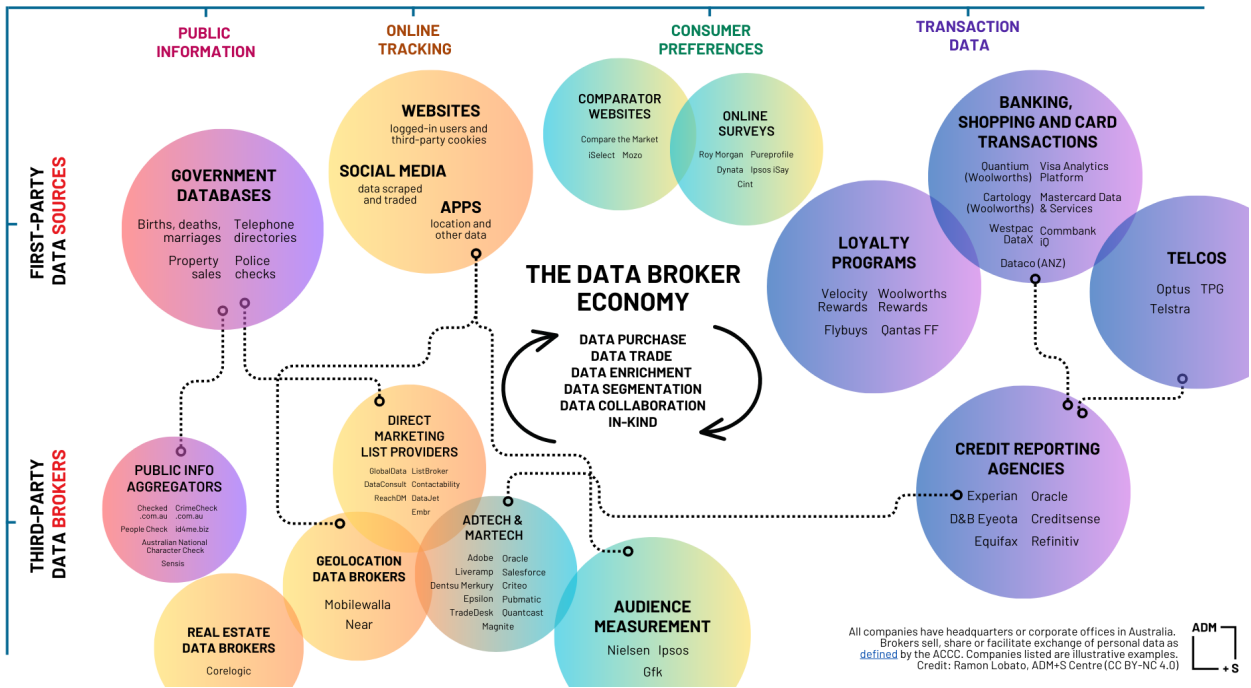 PUBLIC
INFORMATION
ONLINE
TRACKING
CONSUMER
PREFERENCES
TRANSACTION
DATA
FIRST-PARTY
DATA SOURCES
GOVERNMENT
DATABASES
Births, deaths,
marriages
Telephone
directories
Property
sales
Police
checks
WEBSITES
logged-in users and
third-party cookies
SOCIAL MEDIA
data scraped
and traded
APPS
location and
other data
COMPARATOR
WEBSITES
Compare the Market
iSelect Mozo
ONLINE
SURVEYS
Roy Morgan Pureprofile
Dynata Ipsos iSay
Cint
BANKING,
SHOPPING AND CARD
TRANSACTIONS
Quantium
(Woolworths)
Visa Analytics
Platform
Cartology
(Woolworths)
Mastercard Data
& Services
Westpac
DataX
Commbank
iQ
Dataco (ANZ)
LOYALTY
PROGRAMS
Velocity
Rewards
Woolworths
Rewards
Flybuys Qantas FF
TELCOS
Optus TPG
Telstra
THE DATA BROKER
ECONOMY
DATA PURCHASE
DATA TRADE
DATA ENRICHMENT
DATA SEGMENTATION
DATA COLLABORATION
IN-KIND
THIRD-PARTY
DATA BROKERS
PUBLIC INFO
AGGREGATORS
Checked
.com.au
CrimeCheck
.com.au
People Check id4me.biz
Australian National
Character Check
Sensis
DIRECT
MARKETING
LIST PROVIDERS
GlobalData ListBroker
DataConsult Contactability
ReachDM DataJet
Embr
GEOLOCATION
DATA BROKERS
Mobilewalla
Near
REAL ESTATE
DATA BROKERS
Corelogic
ADTECH &
MARTECH
Adobe Oracle
Liveramp Salesforce
Dentsu Merkury Criteo
Epsilon Pubmatic
TradeDesk Quantcast
Magnite
AUDIENCE
MEASUREMENT
Nielsen Ipsos
Gfk
CREDIT REPORTING
AGENCIES
Experian Oracle
D&B Eyeota Creditsense
Equifax Refinitiv
All companies have headquarters or corporate offices in Australia.
Brokers sell, share or facilitate exchange of personal data as
defined by the ACCC. Companies listed are illustrative examples.
Credit: Ramon Lobato, ADM+S Centre (CC BY-NC 4.0)
ADM
+ S